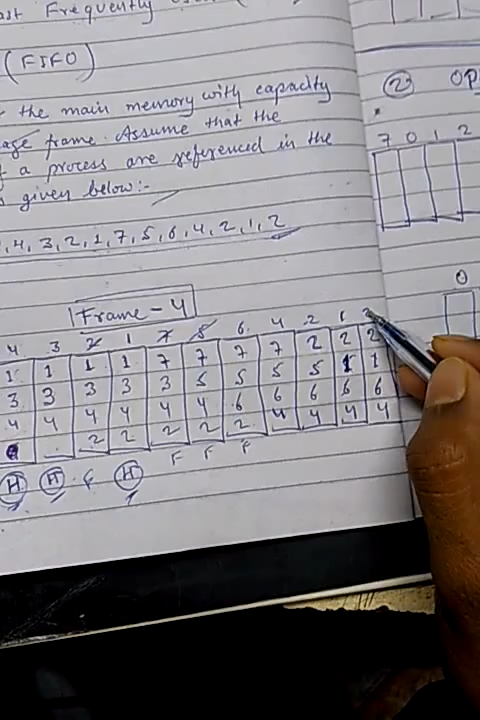 ost Frequently
(FIFO)
the main memory with capacity
age frame. Assume that the
of a process are referenced in the
s given below:-
, 4, 3, 2, 1, 7, 5, 6, 4, 2, 1, 2
Frame - 4
4 3 2 1 7 5 6 4 2 1 2
1 1 1 1 7 7 7 7 2 2 2
3 3 3 3 3 5 5 5 5 1 1
4 4 4 4 4 4 6 6 6 6 6
2 2 2 2 2 4 4 4 4
F F F
H H F H
② OP
7 0 1 2
0